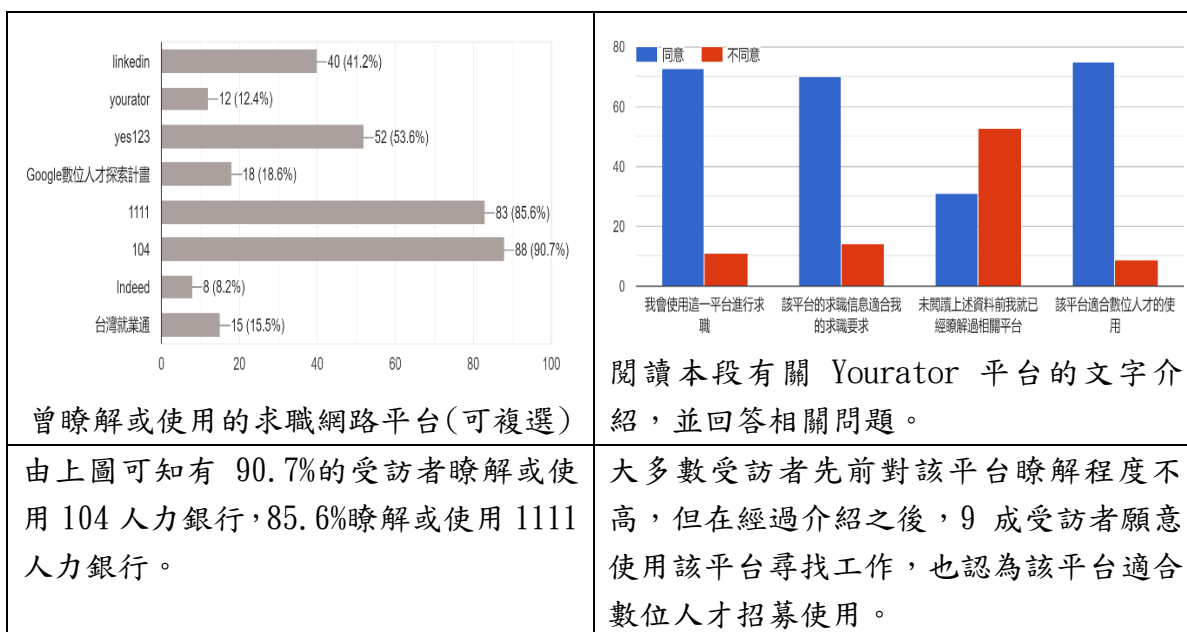 linkedin
40 (41.2%)
yourator
12 (12.4%)
yes123
52 (53.6%)
Google數位人才探索計畫
18 (18.6%)
1111
83 (85.6%)
104
88 (90.7%)
Indeed
8 (8.2%)
台灣就業通
15 (15.5%)
0 20 40 60 80 100
曾瞭解或使用的求職網路平台(可複選)
80
60
40
20
0
同意 不同意
我會使用這一平台進行求
職
該平台的求職信息適合我
的求職要求
未閱讀上述資料前我就已
經瞭解過相關平台
該平台適合數位人才的使
用
閱讀本段有關 Yourator 平台的文字介
紹，並回答相關問題。
由上圖可知有 90.7%的受訪者瞭解或使
用 104 人力銀行，85.6%瞭解或使用 1111
人力銀行。
大多數受訪者先前對該平台瞭解程度不
高，但在經過介紹之後，9 成受訪者願意
使用該平台尋找工作，也認為該平台適合
數位人才招募使用。